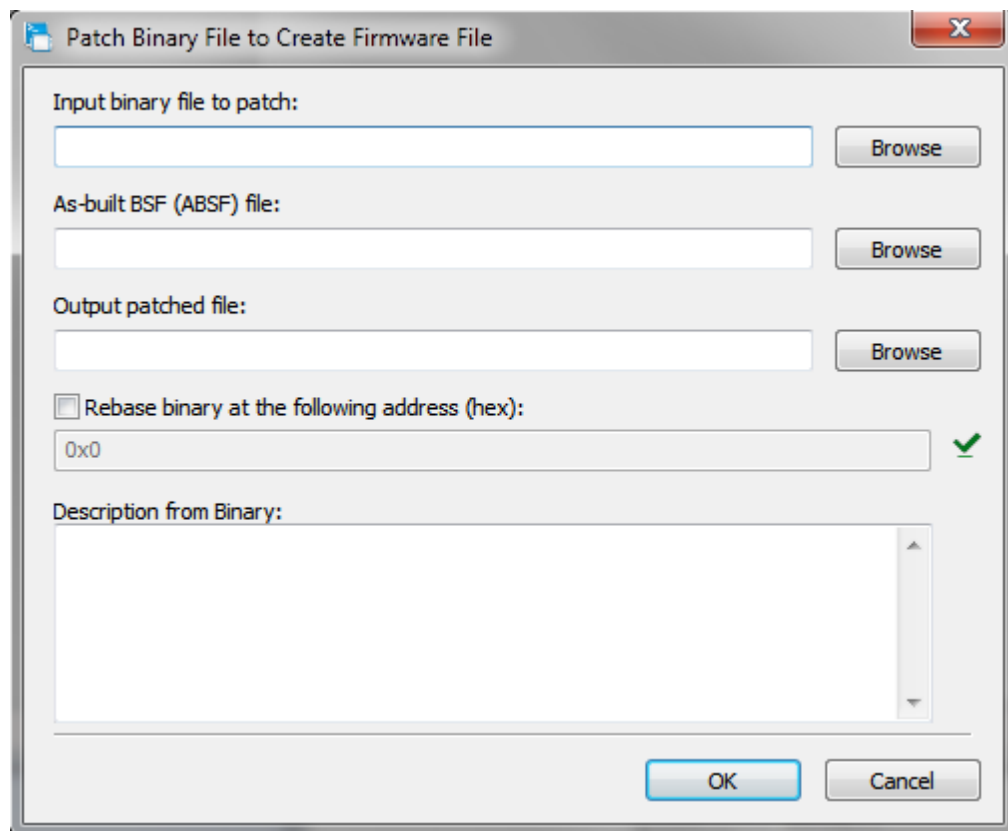 Patch Binary File to Create Firmware File
x
Input binary file to patch:
Browse
As-built BSF (ABSF) file:
Browse
Output patched file:
Browse
Rebase binary at the following address (hex):
0x0
Description from Binary:
OK
Cancel